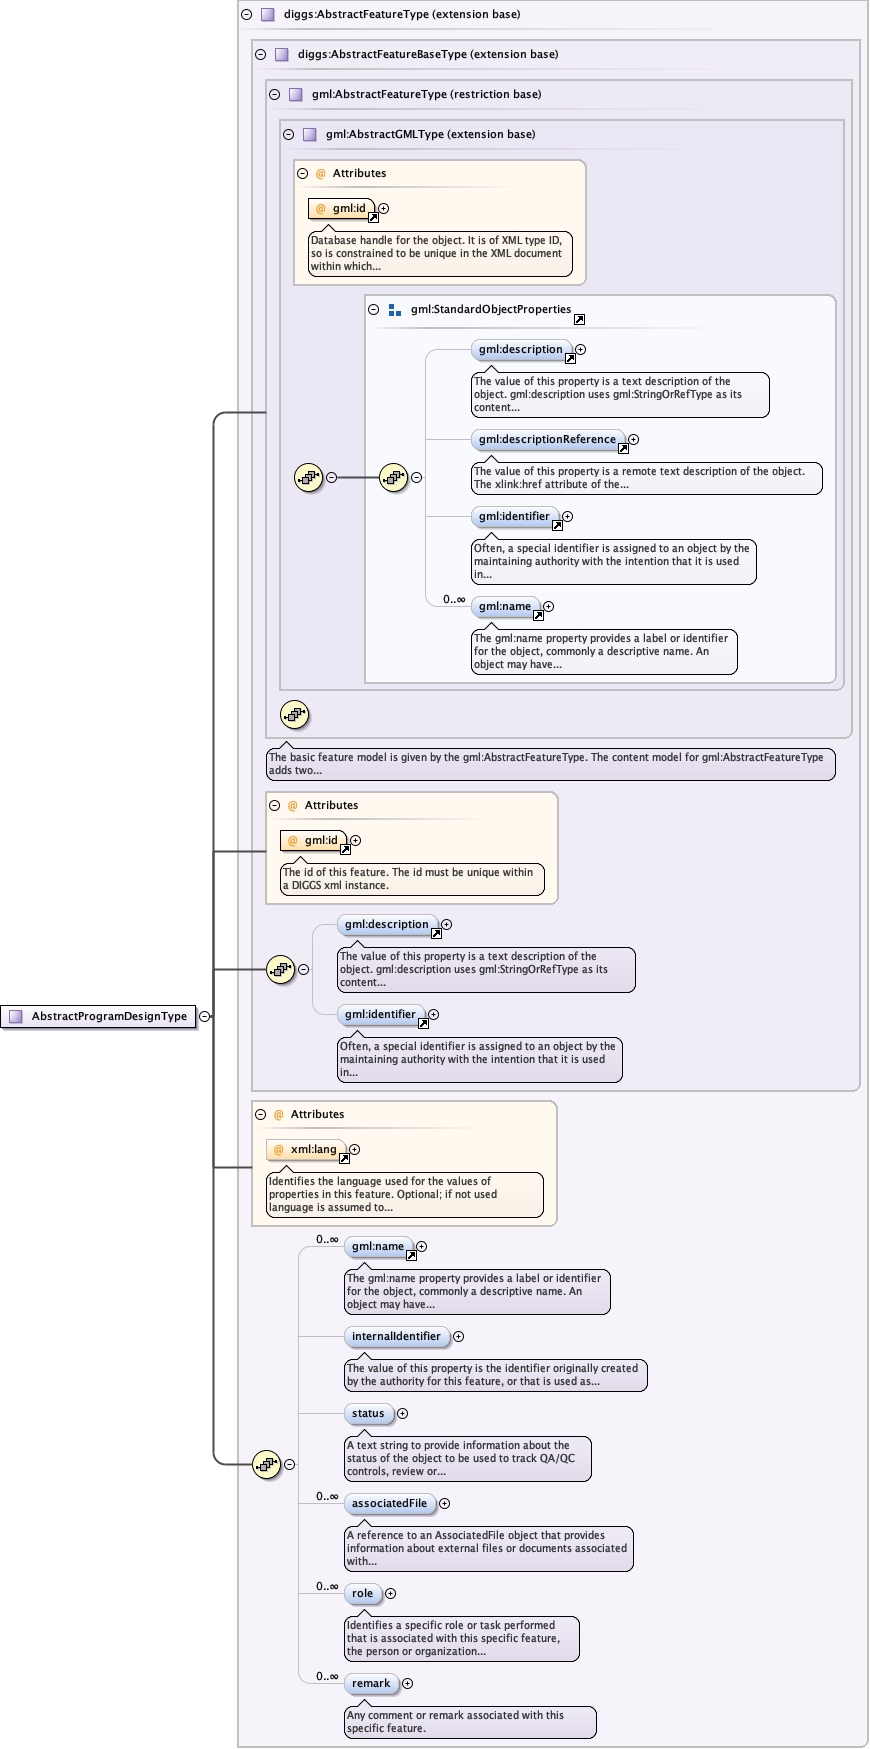 diggs:AbstractFeatureType (extension base)
diggs:AbstractFeatureBaseType (extension base)
gml:AbstractFeatureType (restriction base)
gml:AbstractGMLType (extension base)
@ Attributes
@ gml:id
Database handle for the object. It is of XML type ID,
so is constrained to be unique in the XML document
within which...
gml:StandardObjectProperties
gml:description
The value of this property is a text description of the
object. gml:description uses gml:StringOrRefType as its
content...
gml:descriptionReference
The value of this property is a remote text description of the object.
The xlink:href attribute of the...
gml:identifier
Often, a special identifier is assigned to an object by the
maintaining authority with the intention that it is used
in...
0..∞
gml:name
The gml:name property provides a label or identifier
for the object, commonly a descriptive name. An
object may have...
The basic feature model is given by the gml:AbstractFeatureType. The content model for gml:AbstractFeatureType
adds two...
@ Attributes
@ gml:id
The id of this feature. The id must be unique within
a DIGGS xml instance.
gml:description
The value of this property is a text description of the
object. gml:description uses gml:StringOrRefType as its
content...
AbstractProgramDesignType
gml:identifier
Often, a special identifier is assigned to an object by the
maintaining authority with the intention that it is used
in...
@ Attributes
@ xml:lang
Identifies the language used for the values of
properties in this feature. Optional; if not used
language is assumed to...
0..∞
gml:name
The gml:name property provides a label or identifier
for the object, commonly a descriptive name. An
object may have...
internalIdentifier
The value of this property is the identifier originally created
by the authority for this feature, or that is used as...
status
A text string to provide information about the
status of the object to be used to track QA/QC
controls, review or...
0..∞
associatedFile
A reference to an AssociatedFile object that provides
information about external files or documents associated
with...
0..∞
role
Identifies a specific role or task performed
that is associated with this specific feature,
the person or organization...
0..∞
remark
Any comment or remark associated with this
specific feature.